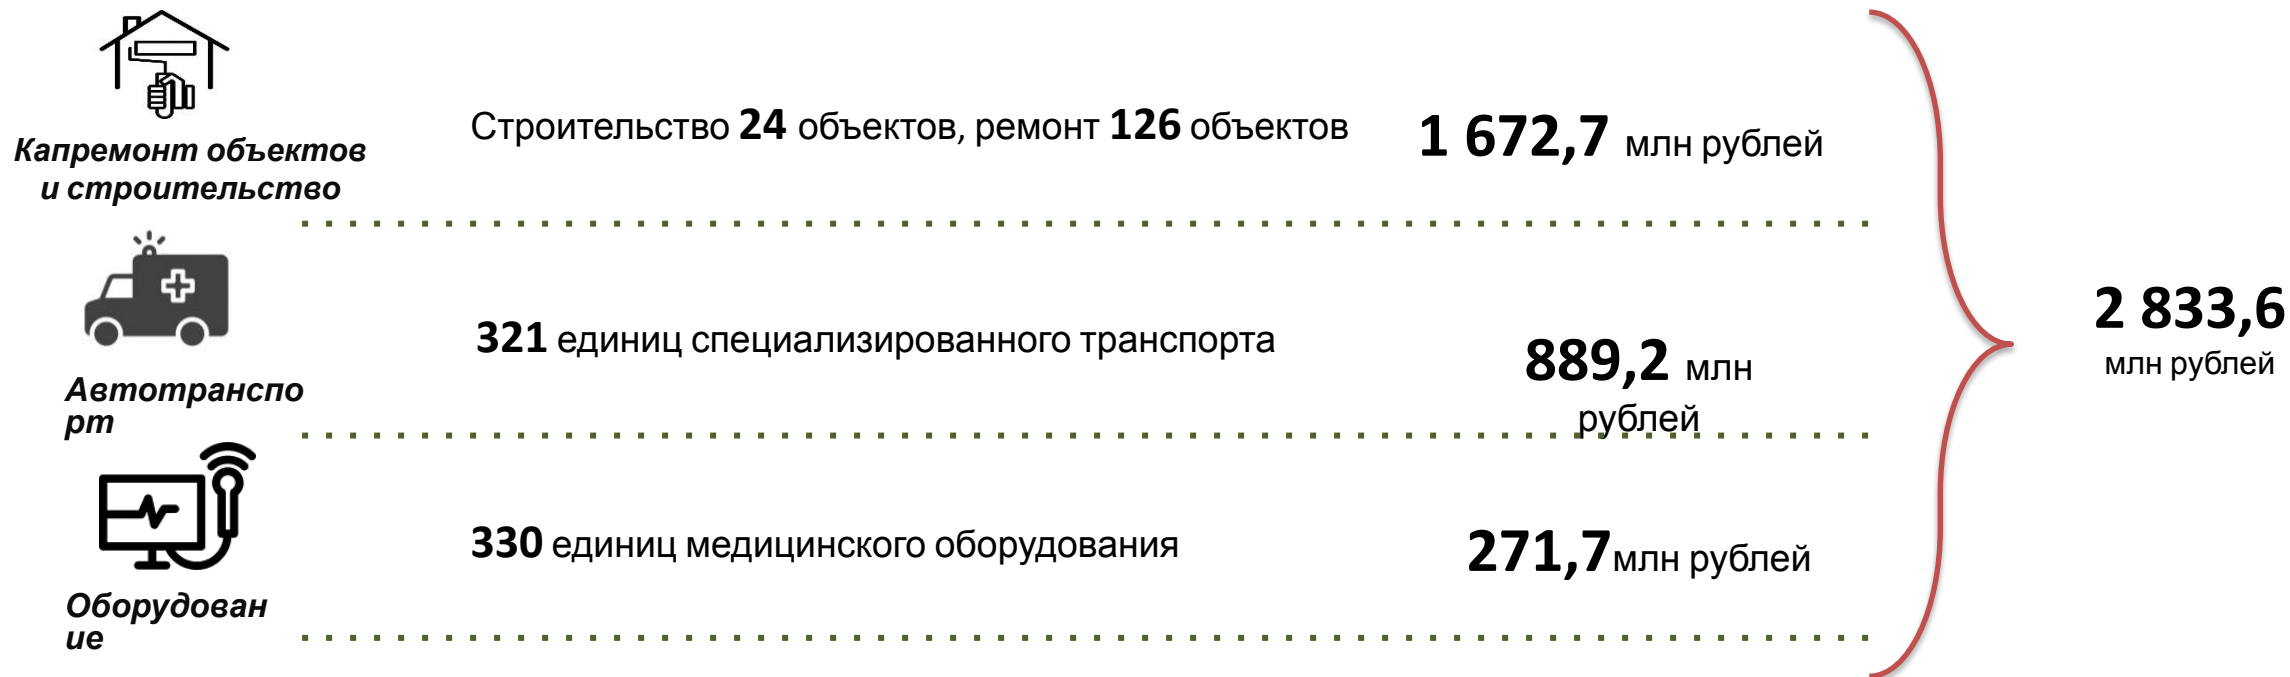 Капремонт объектов
и строительство
Строительство 24 объектов, ремонт 126 объектов
1 672,7 млн рублей
Автотранспо
рт
321 единиц специализированного транспорта
889,2 млн
рублей
Оборудован
ие
330 единиц медицинского оборудования
271,7млн рублей
2 833,6
млн рублей